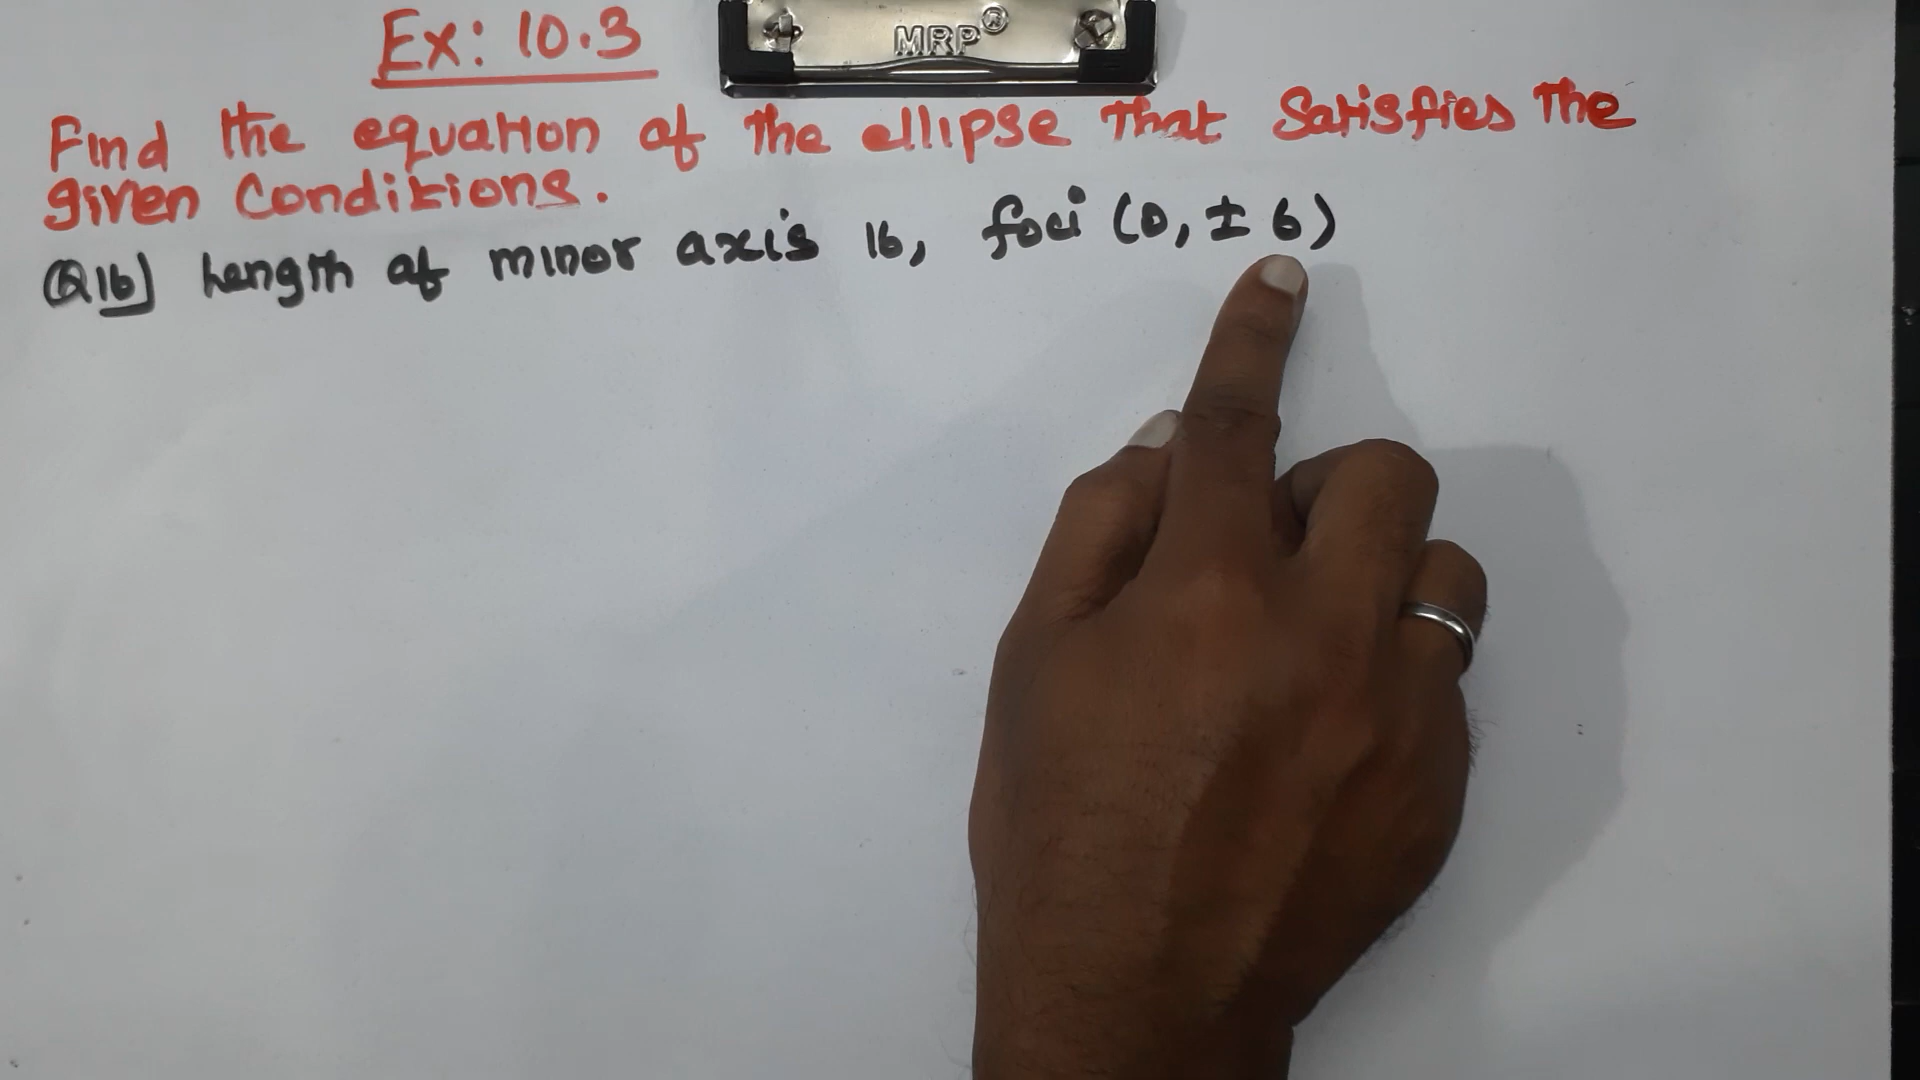 Ex: 10.3
MRP®
Find the equation of the ellipse that satisfies the
given conditions.
Q16] Length of minor axis 16, foci (0, ± 6)